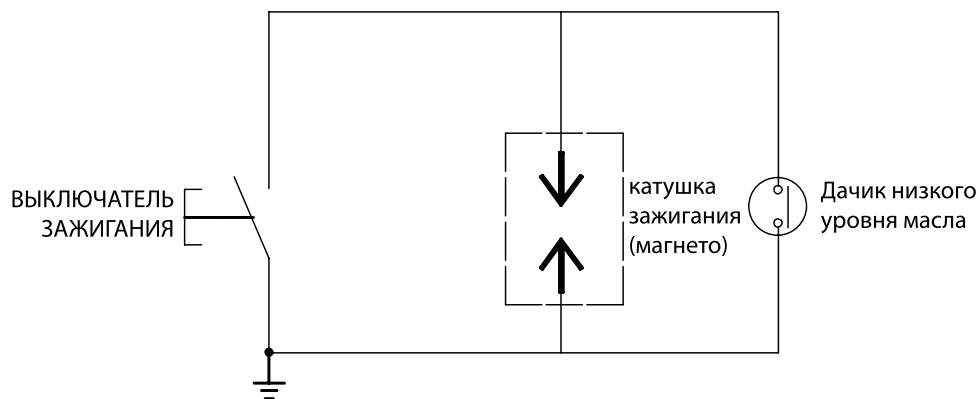 ВЫКЛЮЧАТЕЛЬ
ЗАЖИГАНИЯ
катушка
зажигания
(магнето)
Дачик низкого
уровня масла